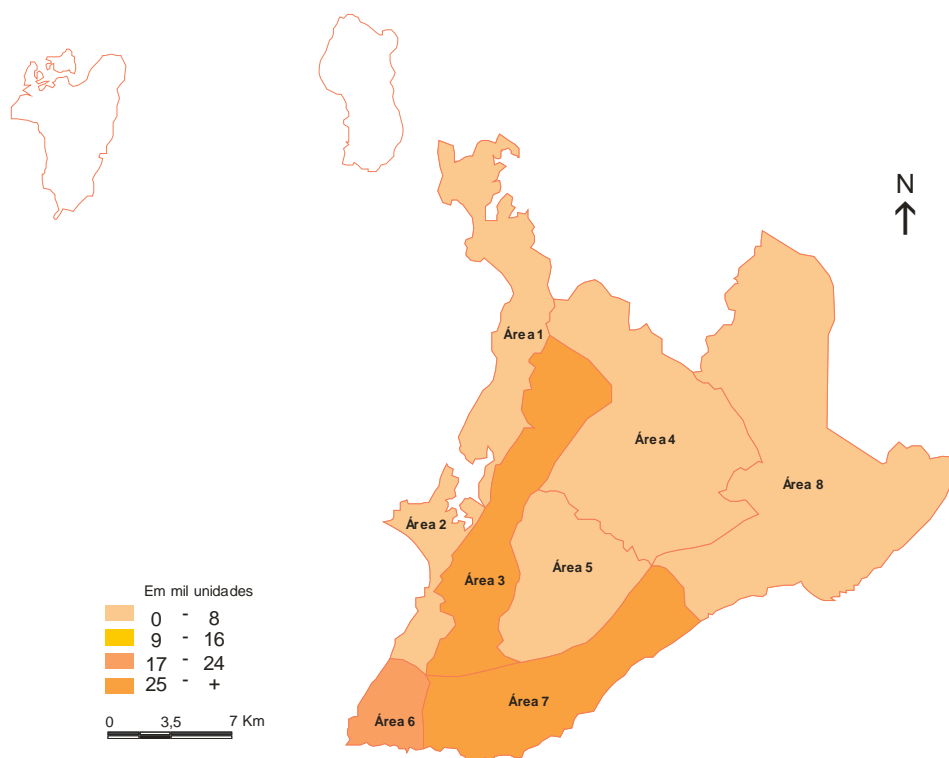 N
Área 1
Área 4
Área 8
Área 2
Área 5
Área 3
Área 7
Área 6
Em mil unidades
0 - 8
9 - 16
17 - 24
25 - +
0 3,5 7 Km